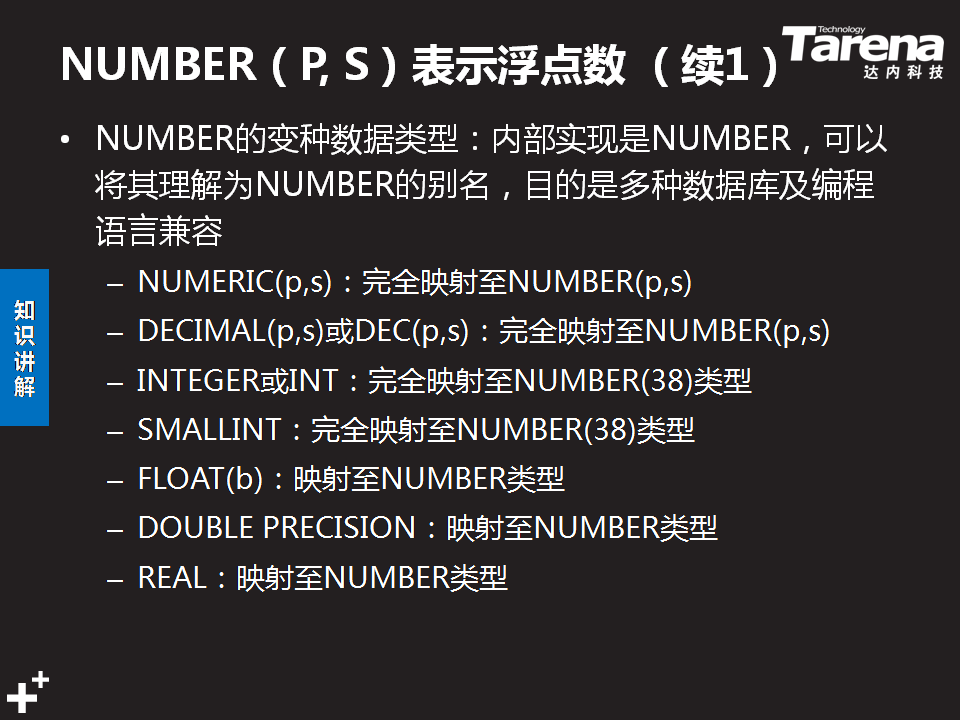 NUMBER（P, S）表示浮点数 （续1）
Technology
Tarena
达内科技
• NUMBER的变种数据类型：内部实现是NUMBER，可以
将其理解为NUMBER的别名，目的是多种数据库及编程
语言兼容
– NUMERIC(p,s)：完全映射至NUMBER(p,s)
– DECIMAL(p,s)或DEC(p,s)：完全映射至NUMBER(p,s)
– INTEGER或INT：完全映射至NUMBER(38)类型
– SMALLINT：完全映射至NUMBER(38)类型
– FLOAT(b)：映射至NUMBER类型
– DOUBLE PRECISION：映射至NUMBER类型
– REAL：映射至NUMBER类型
知识讲解